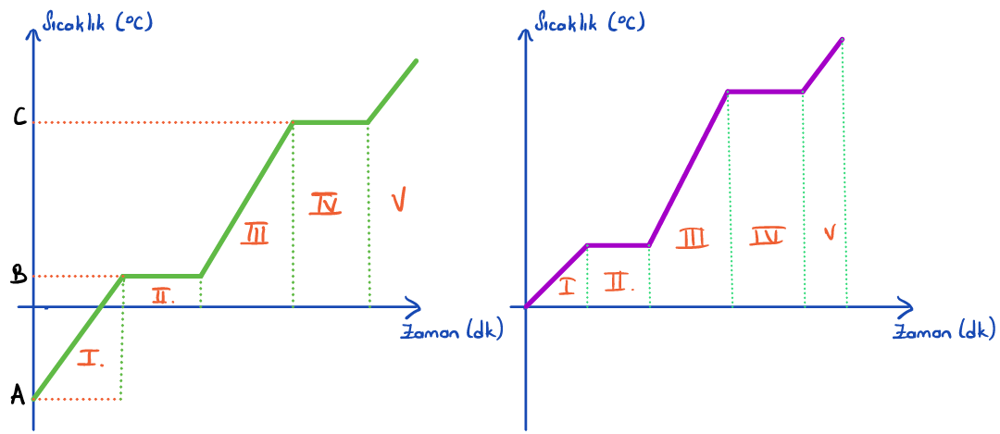 Sıcaklık (°C)
C
IV
V
III
B
II.
Zaman (dk)
I.
A
Sıcaklık (°C)
III
IV
V
I
II.
Zaman (dk)